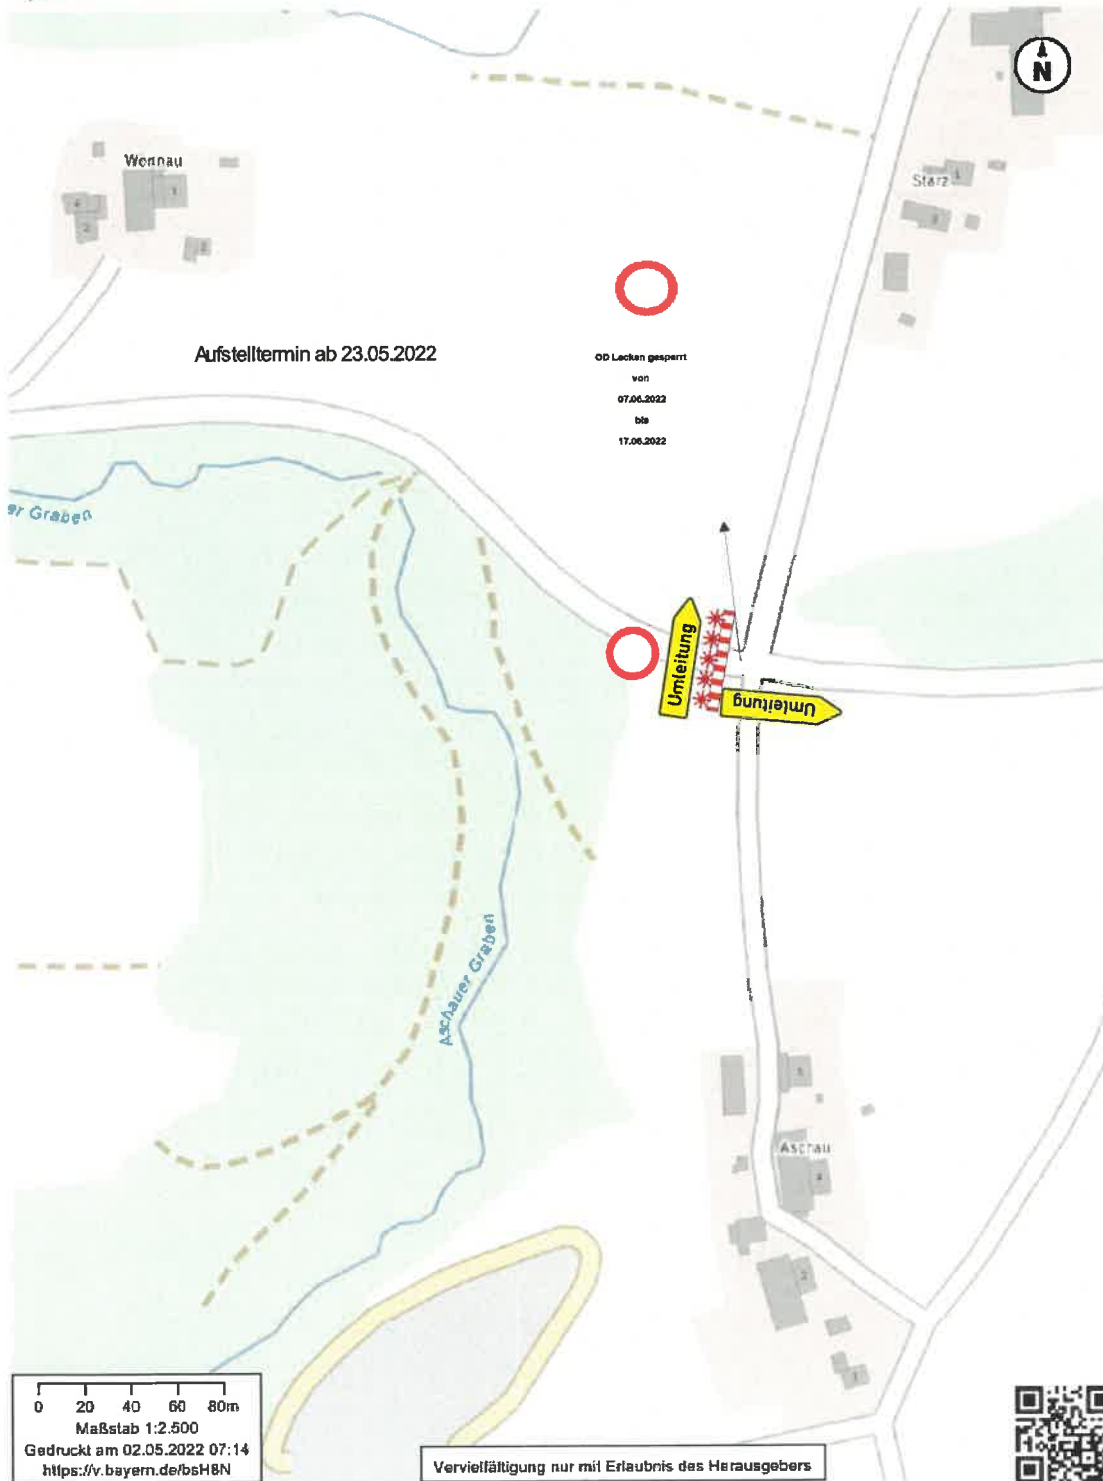 N
Wornau
Starz
Aufstelltermin ab 23.05.2022
OD Lacken gesperrt
von
07.06.2022
bis
17.06.2022
er Graben
Umleitung
Umleitung
Aschauer Graben
Aschau
0 20 40 60 80m
Maßstab 1:2.500
Gedruckt am 02.05.2022 07:14
https://v.bayern.de/bsH8N
Vervielfältigung nur mit Erlaubnis des Herausgebers